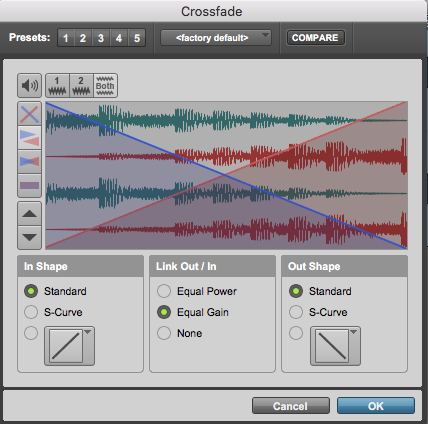 Crossfade
Presets: 1 2 3 4 5 <factory default> COMPARE
1 2 Both
In Shape
Standard
S-Curve
Link Out / In
Equal Power
Equal Gain
None
Out Shape
Standard
S-Curve
Cancel OK